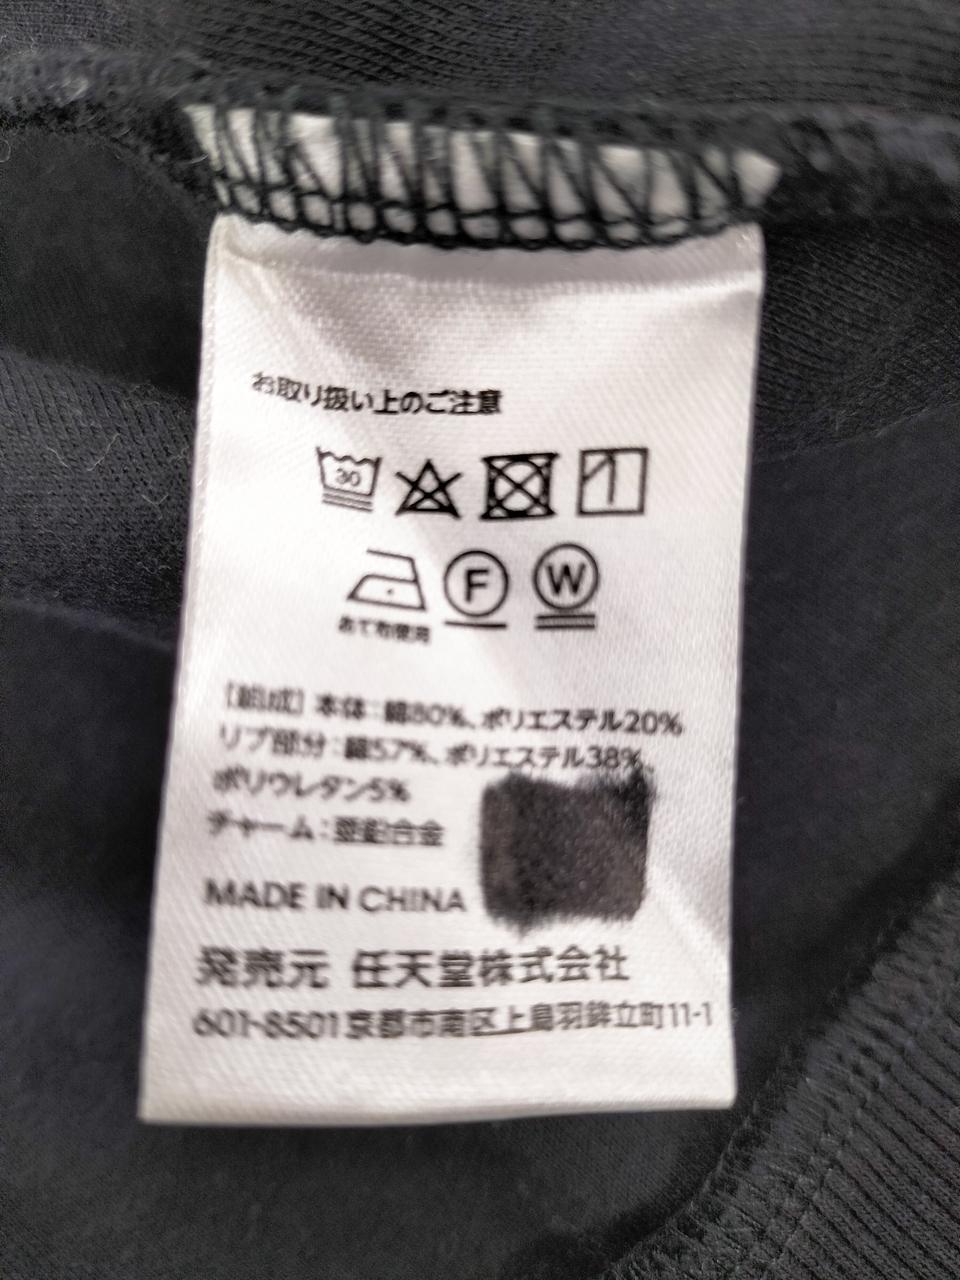 お取り扱い上のご注意
30
F W
あて布使用
【組成】本体：綿80%、ポリエステル20%
リブ部分：綿57%、ポリエステル38%、
ポリウレタン5%
チャーム：亜鉛合金
MADE IN CHINA
発売元 任天堂株式会社
601-8501京都市南区上鳥羽鉾立町11-1